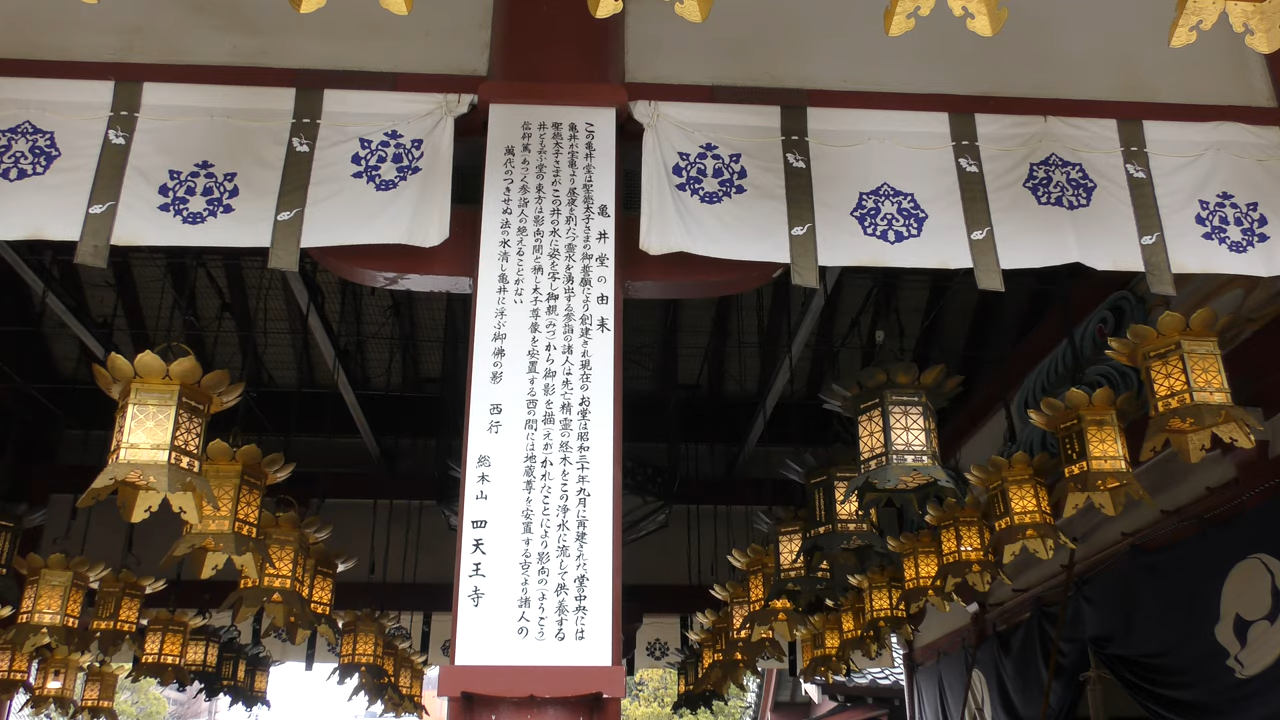 亀井堂の由来
この亀井堂は聖徳太子さまの御誓願により創建され現在のお堂は昭和三十年九月に再建された堂の中央には
亀井が宝亀より昼夜を別たづ霊水を湧出する参詣の諸人は先亡精霊の経木をこの浄水に流して供養する
聖徳太子さまがこの井の水に姿を写し御親(みづ)から御影を描(えが)かれたことにより影向の(ようごう)
井とも云ふ堂の東方は影向の間と称し太子尊像を安置する西の間には地蔵尊を安置する古くより諸人の
信仰篤(あつ)く参詣人の絶えることがない
萬代のつきせぬ法の水清し亀井に浮ぶ御佛の影 西行
総本山 四天王寺